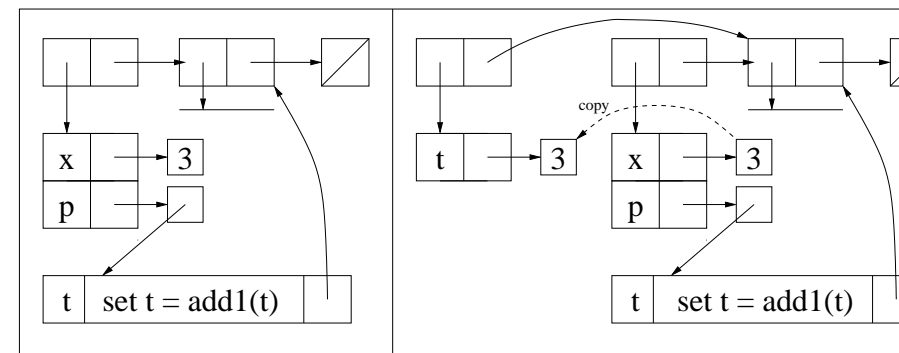 x 3
p
t set t = add1(t)
copy
t 3 x 3
p
t set t = add1(t)